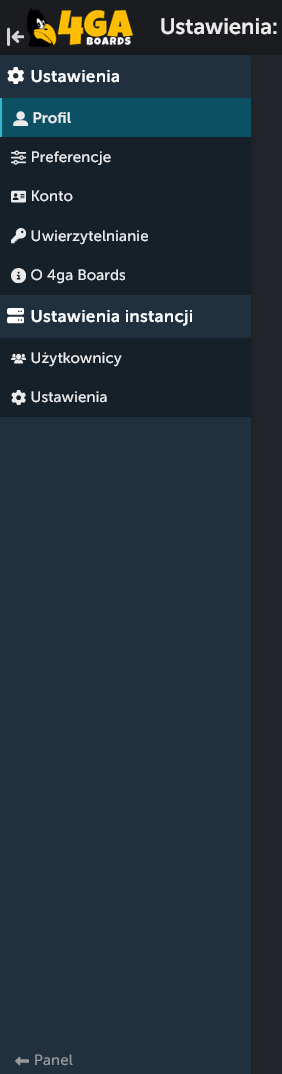 4GA
BOARDS
Ustawienia:
Ustawienia
Profil
Preferencje
Konto
Uwierzytelnianie
O 4ga Boards
Ustawienia instancji
Użytkownicy
Ustawienia
Panel